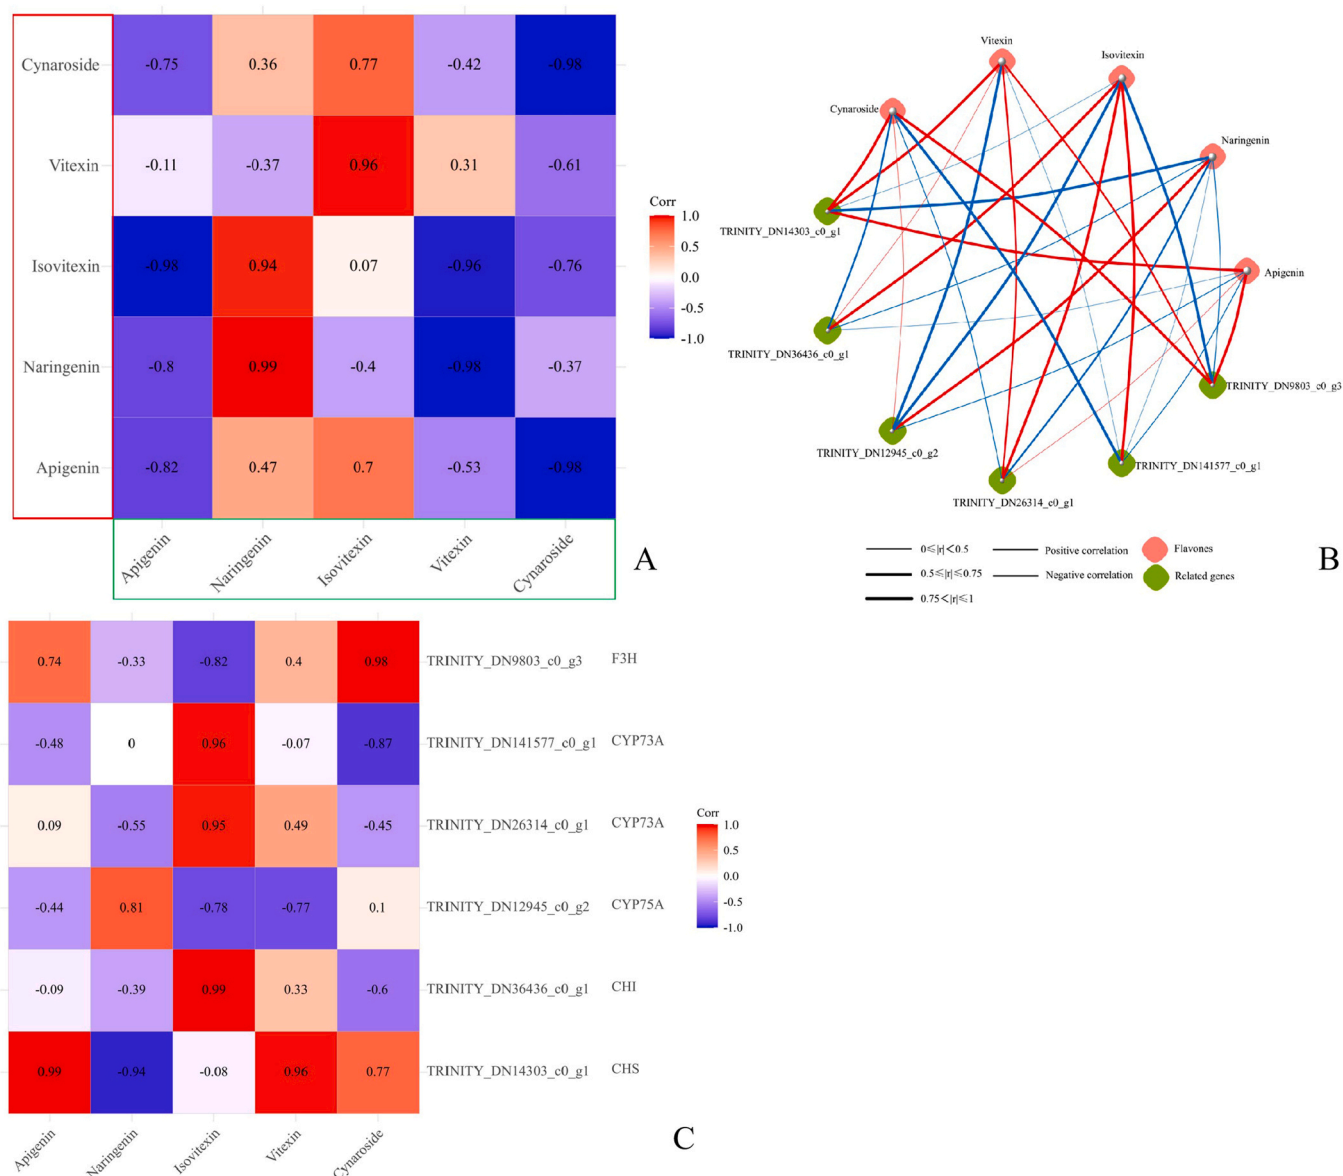 Cynaroside -0.75 0.36 0.77 -0.42 -0.98
Vitexin -0.11 -0.37 0.96 0.31 -0.61
Isovitexin -0.98 0.94 0.07 -0.96 -0.76
Naringenin -0.8 0.99 -0.4 -0.98 -0.37
Apigenin -0.82 0.47 0.7 -0.53 -0.98
Apigenin Naringenin Isovitexin Vitexin Cynaroside
Corr
1.0
0.5
0.0
-0.5
-1.0
A
Vitexin
Isovitexin
Cynaroside
Naringenin
TRINITY_DN14303_c0_g1
Apigenin
TRINITY_DN36436_c0_g1
TRINITY_DN9803_c0_g3
TRINITY_DN12945_c0_g2
TRINITY_DN141577_c0_g1
TRINITY_DN26314_c0_g1
0≤|r|<0.5 Positive correlation Flavones
0.5≤|r|≤0.75 Negative correlation Related genes
0.75<|r|≤1
B
0.74 -0.33 -0.82 0.4 0.98 TRINITY_DN9803_c0_g3 F3H
-0.48 0 0.96 -0.07 -0.87 TRINITY_DN141577_c0_g1 CYP73A
0.09 -0.55 0.95 0.49 -0.45 TRINITY_DN26314_c0_g1 CYP73A
-0.44 0.81 -0.78 -0.77 0.1 TRINITY_DN12945_c0_g2 CYP75A
-0.09 -0.39 0.99 0.33 -0.6 TRINITY_DN36436_c0_g1 CHI
0.99 -0.94 -0.08 0.96 0.77 TRINITY_DN14303_c0_g1 CHS
Apigenin Naringenin Isovitexin Vitexin Cynaroside
Corr
1.0
0.5
0.0
-0.5
-1.0
C